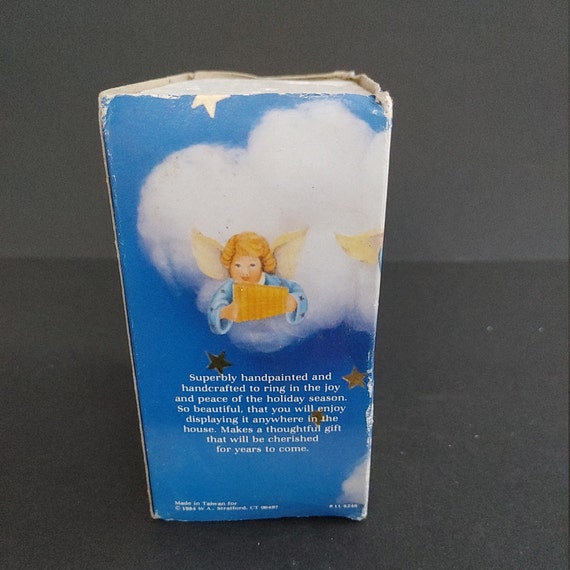 Superbly handpainted and
handcrafted to ring in the joy
and peace of the holiday season.
So beautiful, that you will enjoy
displaying it anywhere in the
house. Makes a thoughtful gift
that will be cherished
for years to come.
Made in Taiwan for
© 1984 W.A., Stratford, CT 06497